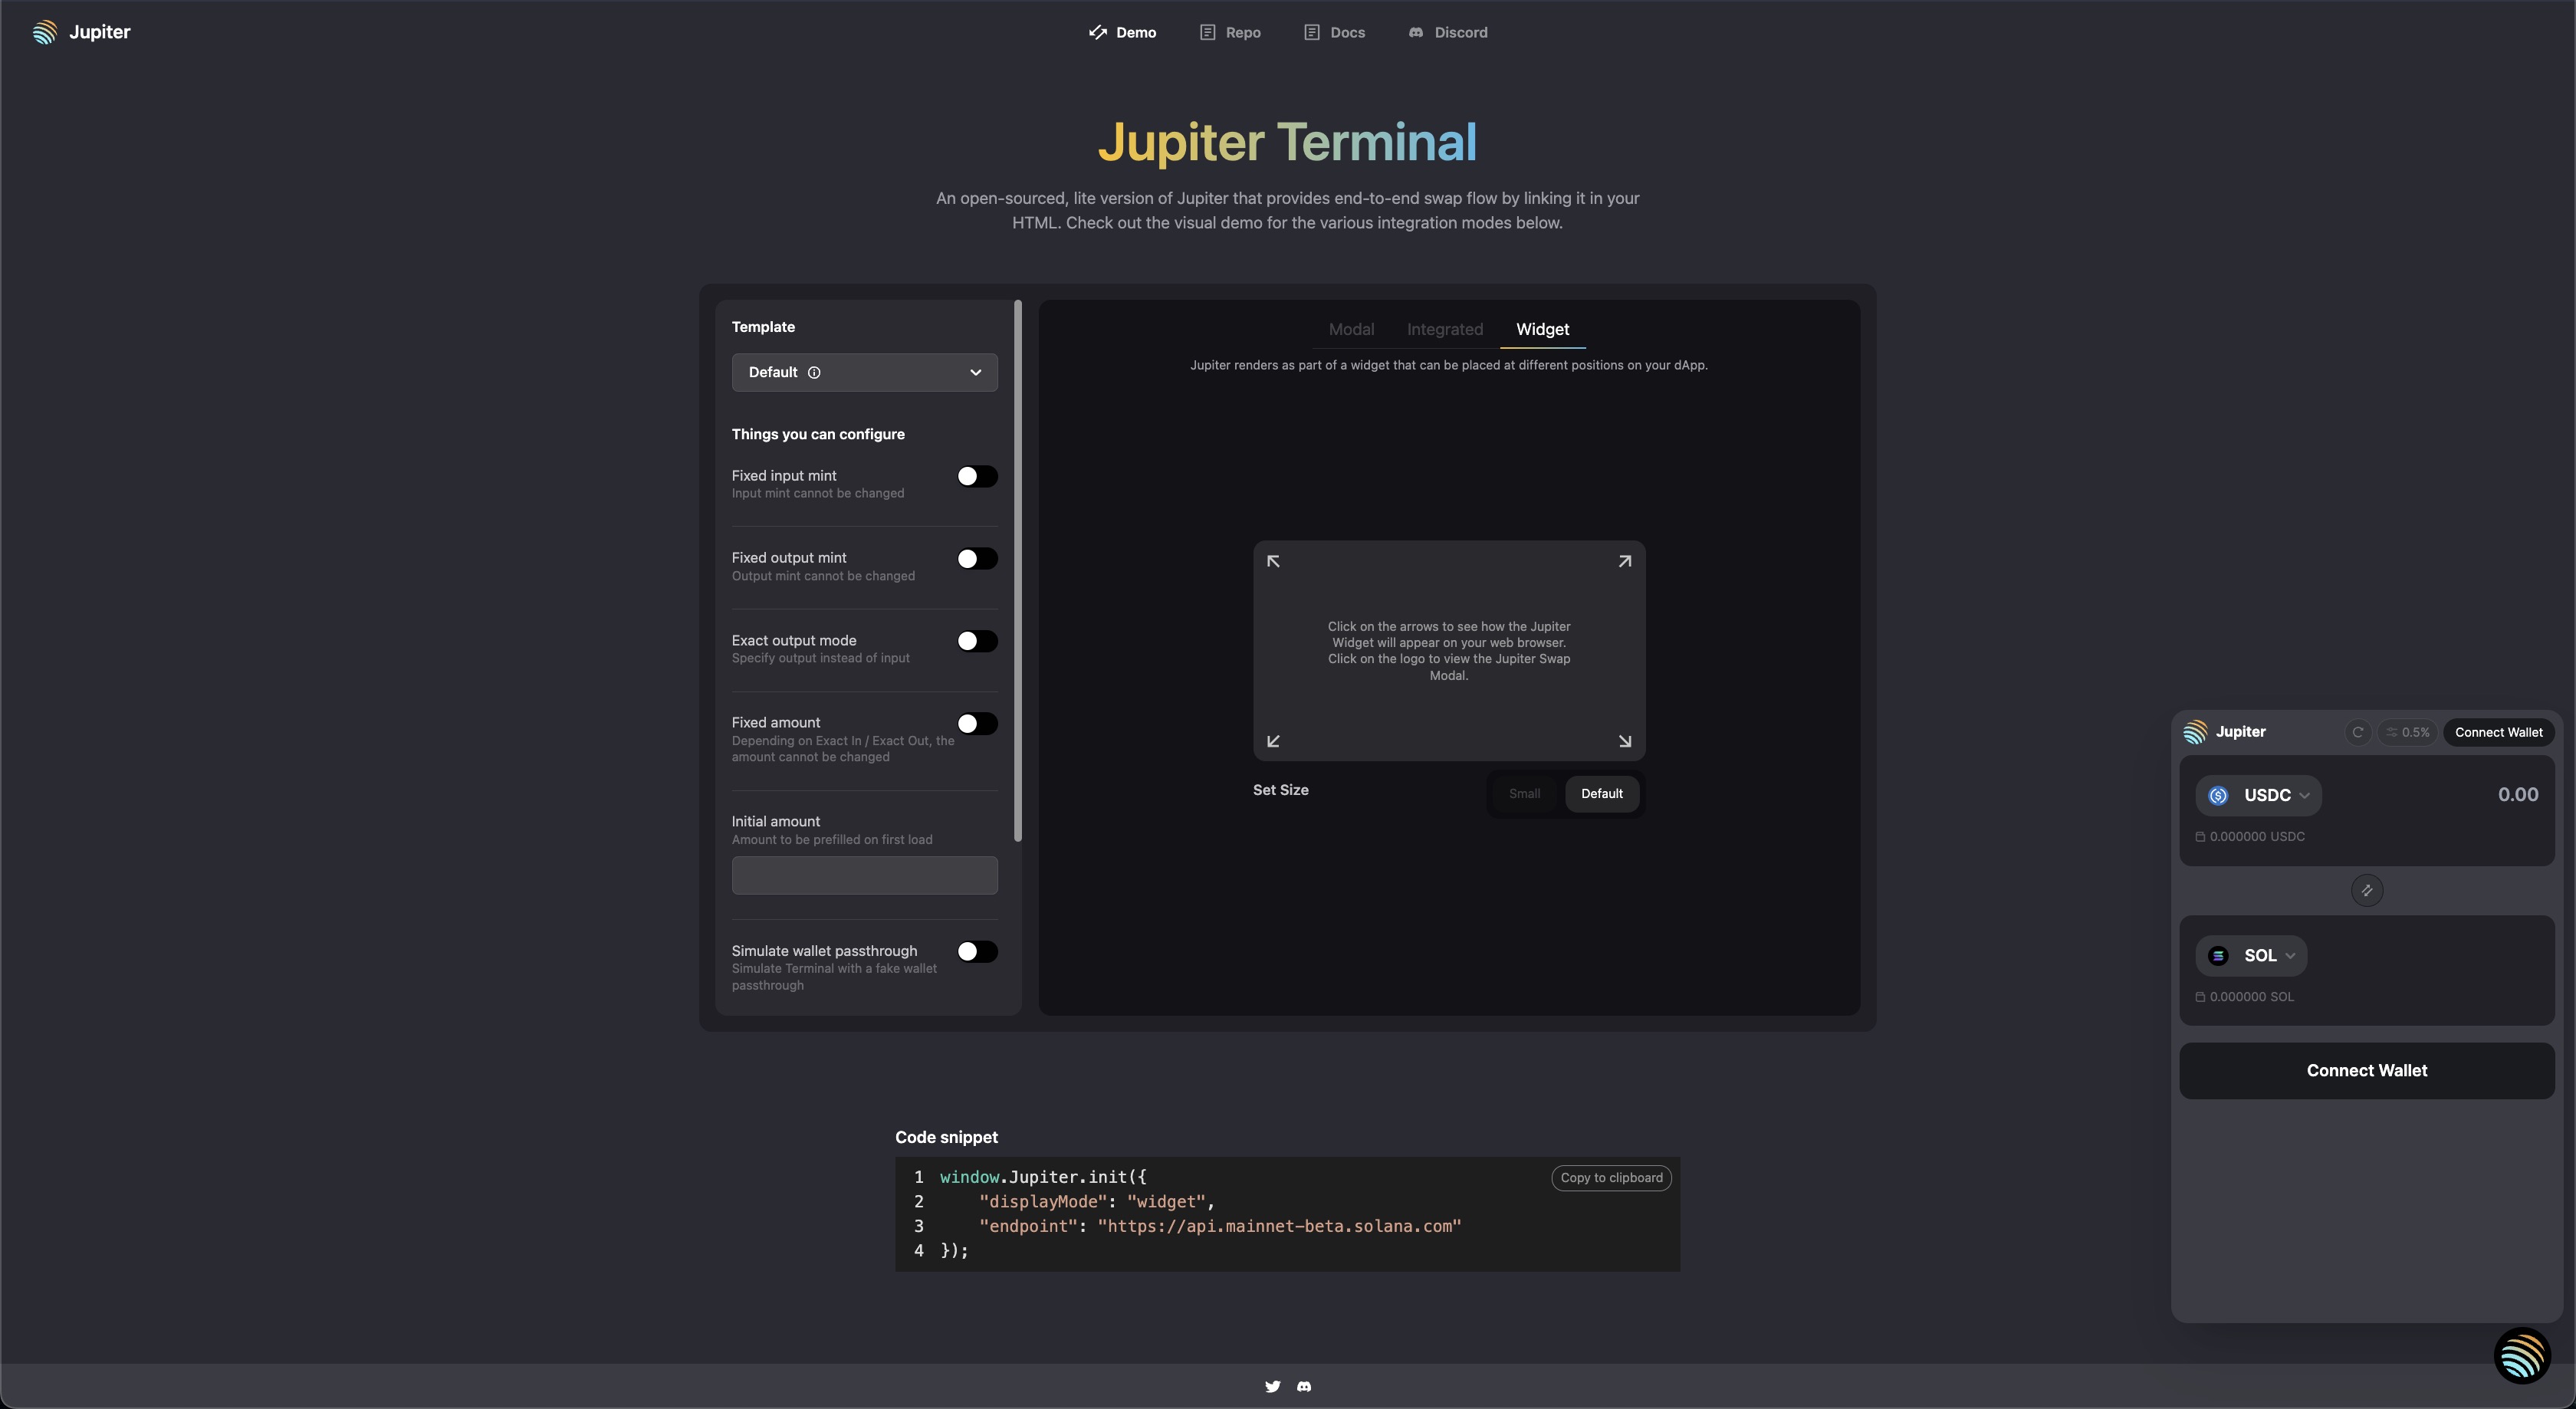 Jupiter
Demo
Repo
Docs
Discord
Jupiter Terminal
An open-sourced, lite version of Jupiter that provides end-to-end swap flow by linking it in your
HTML. Check out the visual demo for the various integration modes below.
Template
Default
Things you can configure
Fixed input mint
Input mint cannot be changed
Fixed output mint
Output mint cannot be changed
Exact output mode
Specify output instead of input
Fixed amount
Depending on Exact In / Exact Out, the
amount cannot be changed
Initial amount
Amount to be prefilled on first load
Simulate wallet passthrough
Simulate Terminal with a fake wallet
passthrough
Modal
Integrated
Widget
Jupiter renders as part of a widget that can be placed at different positions on your dApp.
Click on the arrows to see how the Jupiter
Widget will appear on your web browser.
Click on the logo to view the Jupiter Swap
Modal.
Set Size
Small
Default
Jupiter
0.5%
Connect Wallet
USDC
0.00
0.000000 USDC
SOL
0.000000 SOL
Connect Wallet
Code snippet
Copy to clipboard
1 window.Jupiter.init({
2     "displayMode": "widget",
3     "endpoint": "https://api.mainnet-beta.solana.com"
4 });